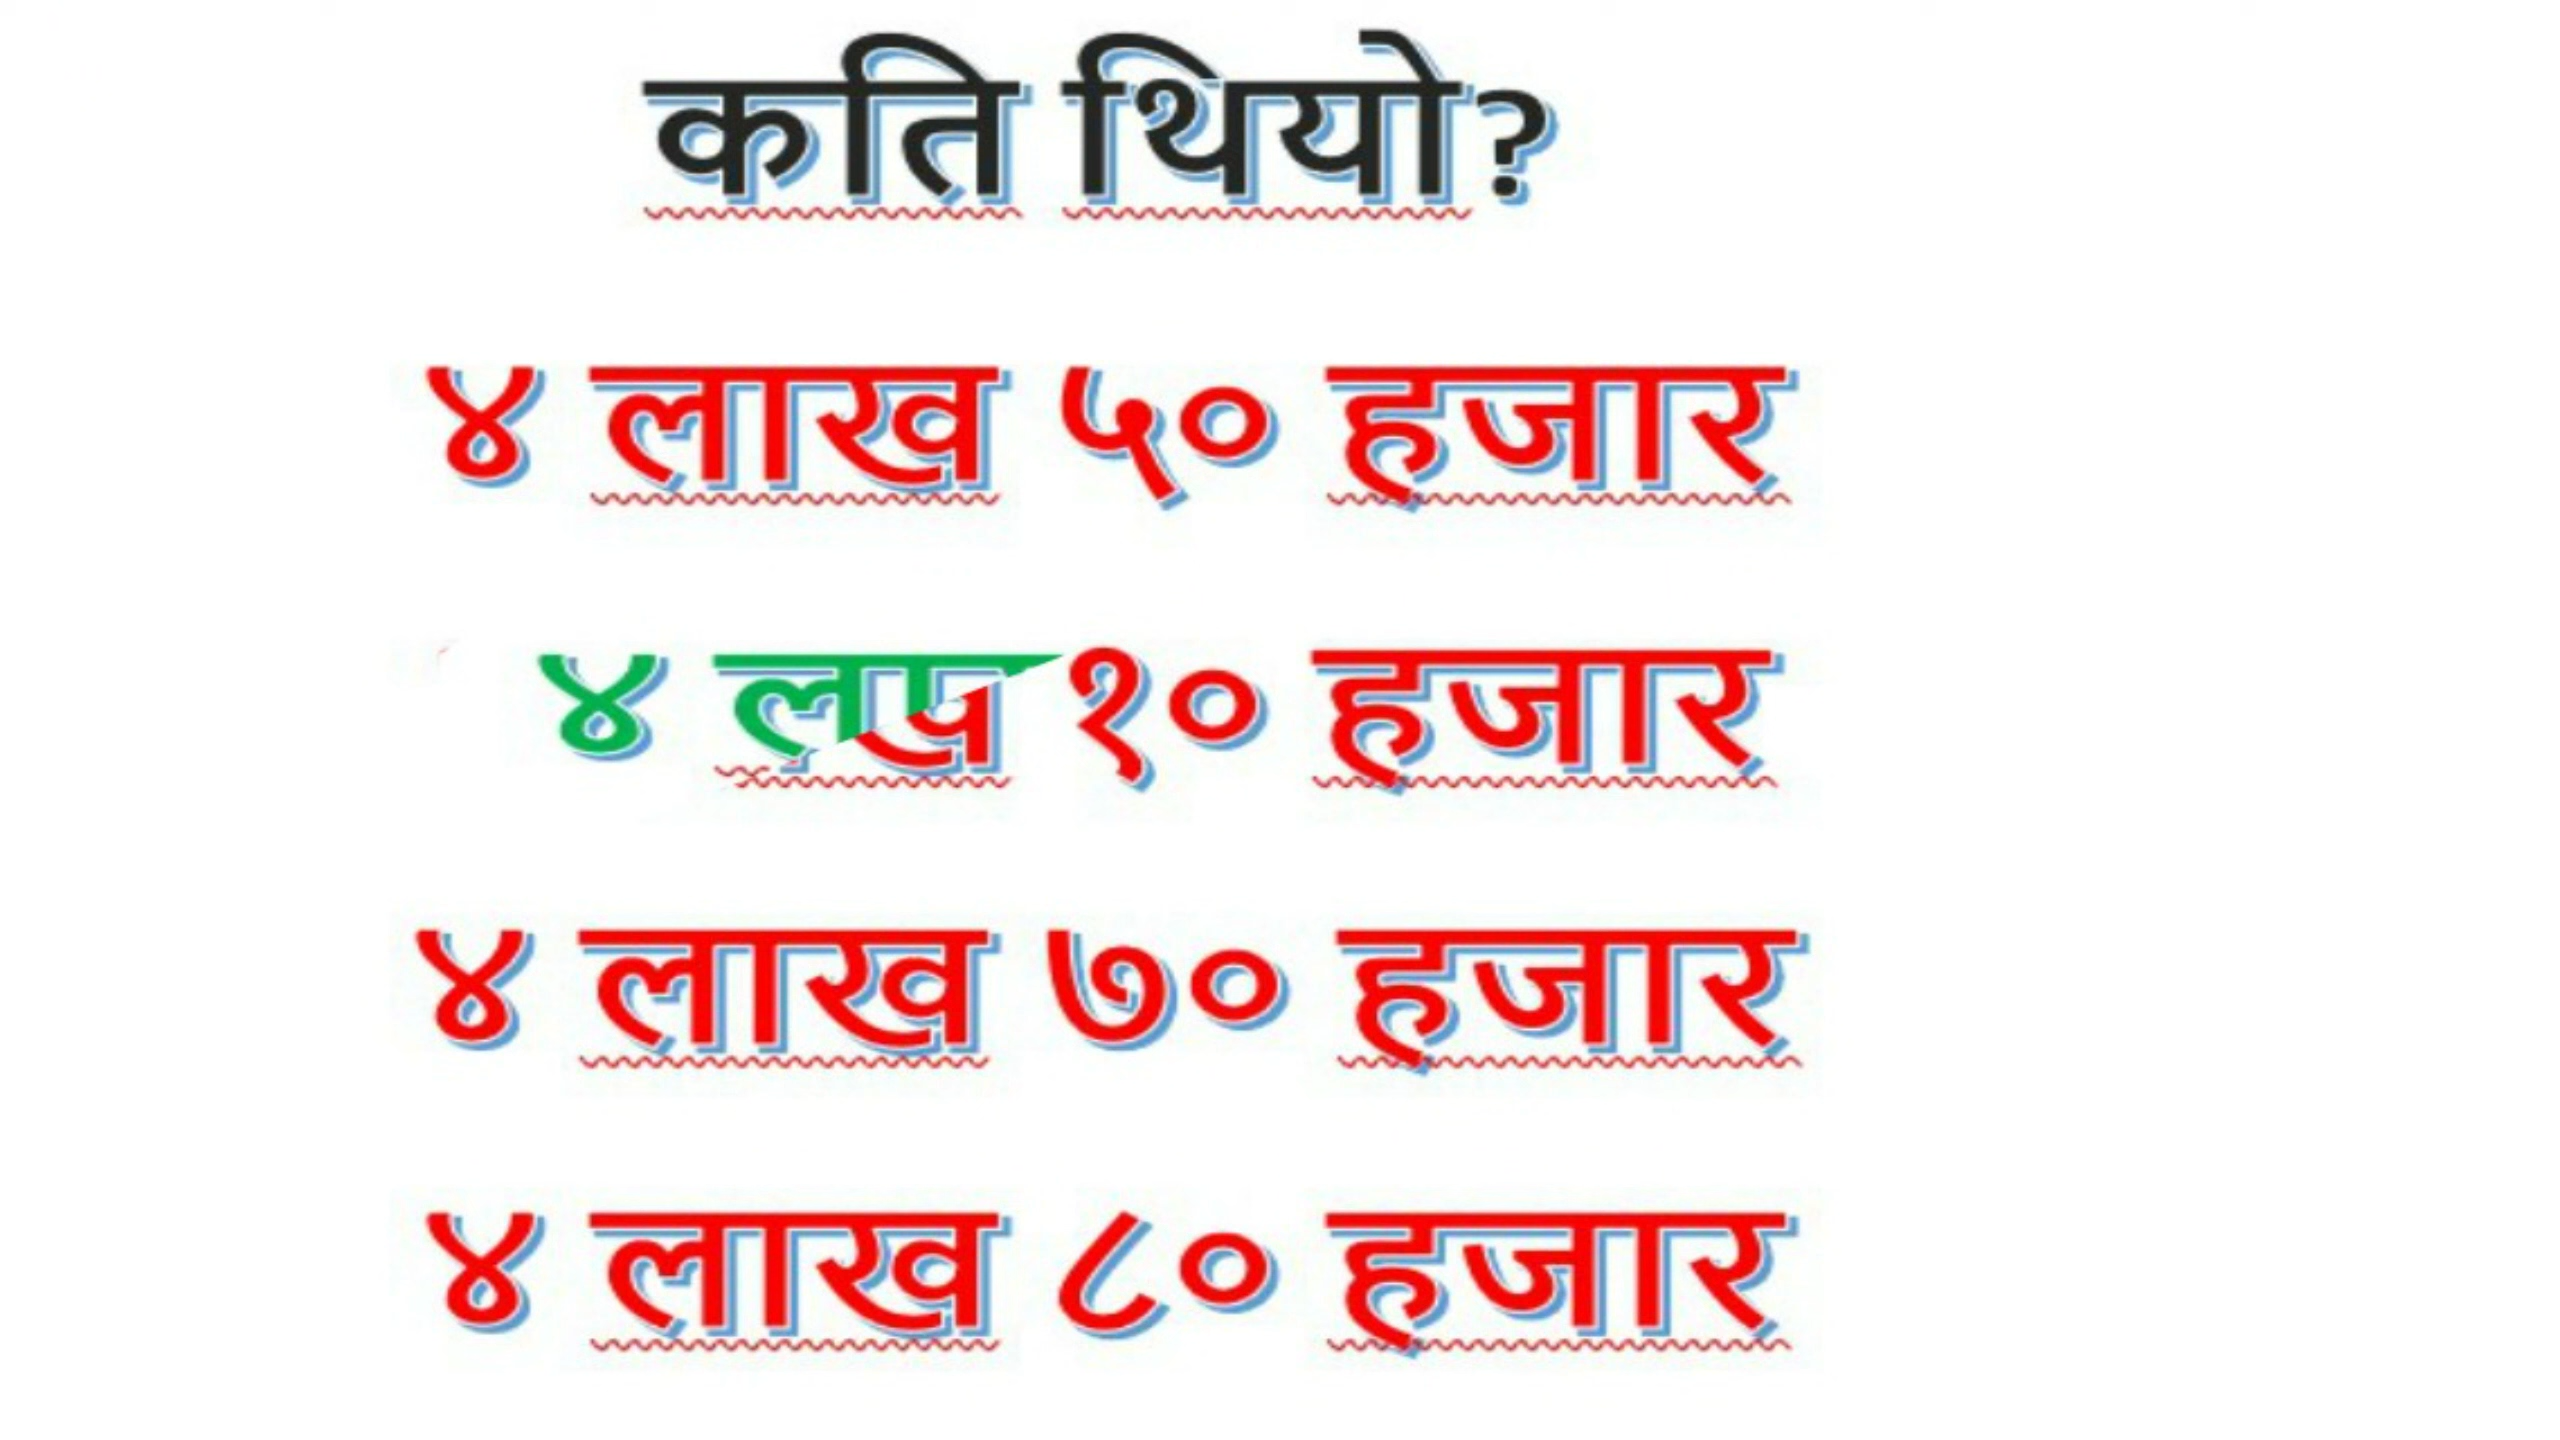 कति थियो?
४ लाख ५० हजार
४ १० हजार
४ लाख ७० हजार
४ लाख ८० हजार